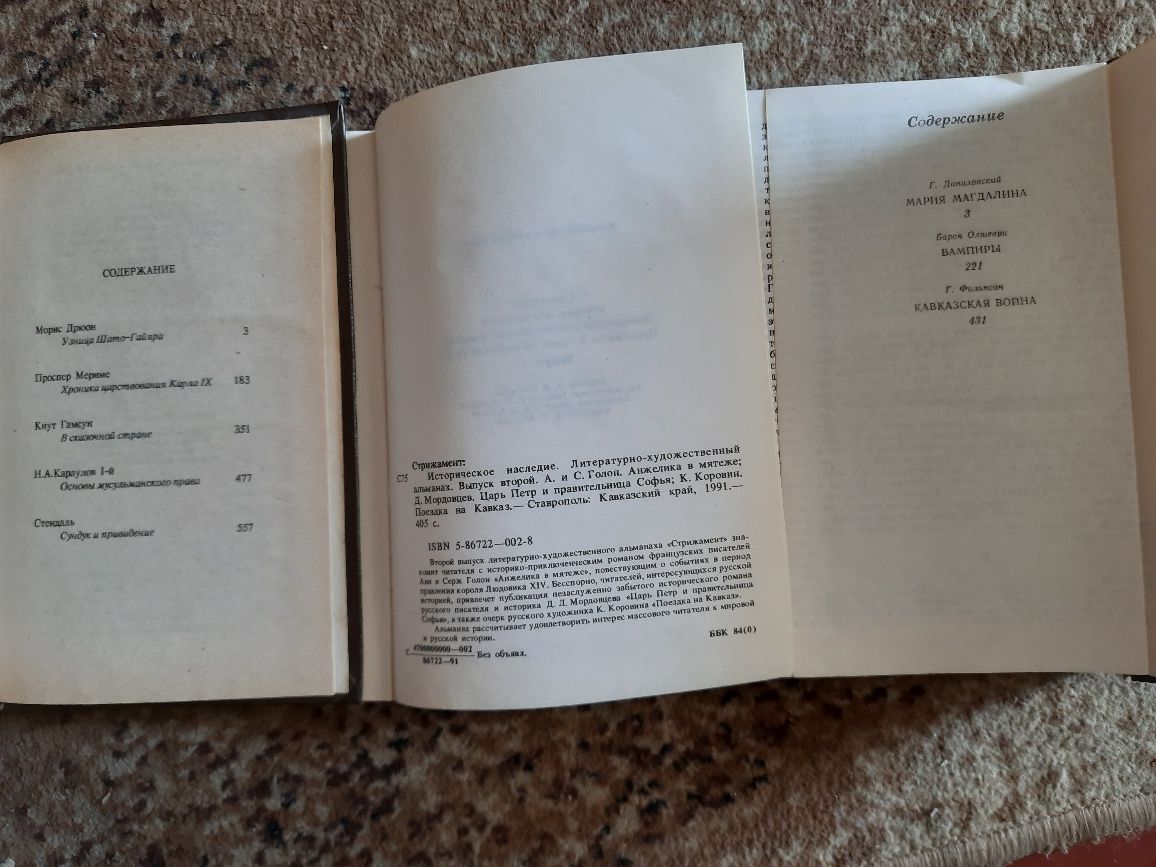 СОДЕРЖАНИЕ
Морис Дрюон
Узница Шато-Гайяра 3
Проспер Мериме
Хроника царствования Карла IX 183
Кнут Гамсун
В сказочной стране 351
Н.А.Караулов I-й
Основы мусульманского права 477
Стендаль
Сундук и привидение 557
Стрижамент:
С75 Историческое наследие. Литературно-художественный
альманах. Выпуск второй. А. и С. Голон. Анжелика в мятеже;
Д. Мордовцев. Царь Петр и правительница Софья; К. Коровин.
Поездка на Кавказ.— Ставрополь: Кавказский край, 1991.—
405 с.
ISBN 5-86722—002-8
Второй выпуск литературно-художественного альманаха «Стрижамент» зна-
комит читателя с историко-приключенческим романом французских писателей
Анн и Серж Голон «Анжелика в мятеже», повествующим о событиях в период
правления короля Людовика XIV. Бесспорно, читателей, интересующихся русской
историей, привлечет публикация незаслуженно забытого исторического романа
русского писателя и историка Д. Л. Мордовцева «Царь Петр и правительница
Софья», а также очерк русского художника К. Коровина «Поездка на Кавказ».
Альманах рассчитывает удовлетворить интерес массового читателя к мировой
и русской истории.
ББК 84(0)
С 4700000000—002
86722—91 Без объявл.
Содержание
Г. Даниловский
МАРИЯ МАГДАЛИНА
3
Барон Олшеври
ВАМПИРЫ
221
Г. Филипсон
КАВКАЗСКАЯ ВОЙНА
431